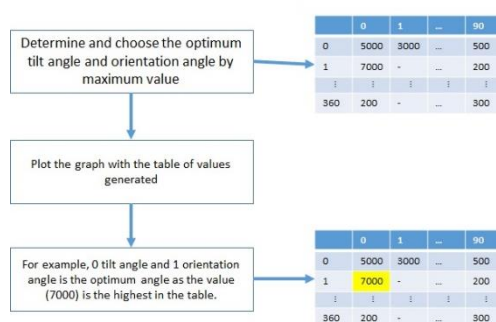 Determine and choose the optimum
tilt angle and orientation angle by
maximum value
0 1 ... 90
0 5000 3000 ... 500
1 7000 - ... 200
⋮ ⋮ ⋮ ⋮ ⋮
360 200 - ... 300
Plot the graph with the table of values
generated
For example, 0 tilt angle and 1 orientation
angle is the optimum angle as the value
(7000) is the highest in the table.
0 1 ... 90
0 5000 3000 ... 500
1 7000 - ... 200
⋮ ⋮ ⋮ ⋮ ⋮
360 200 - ... 300